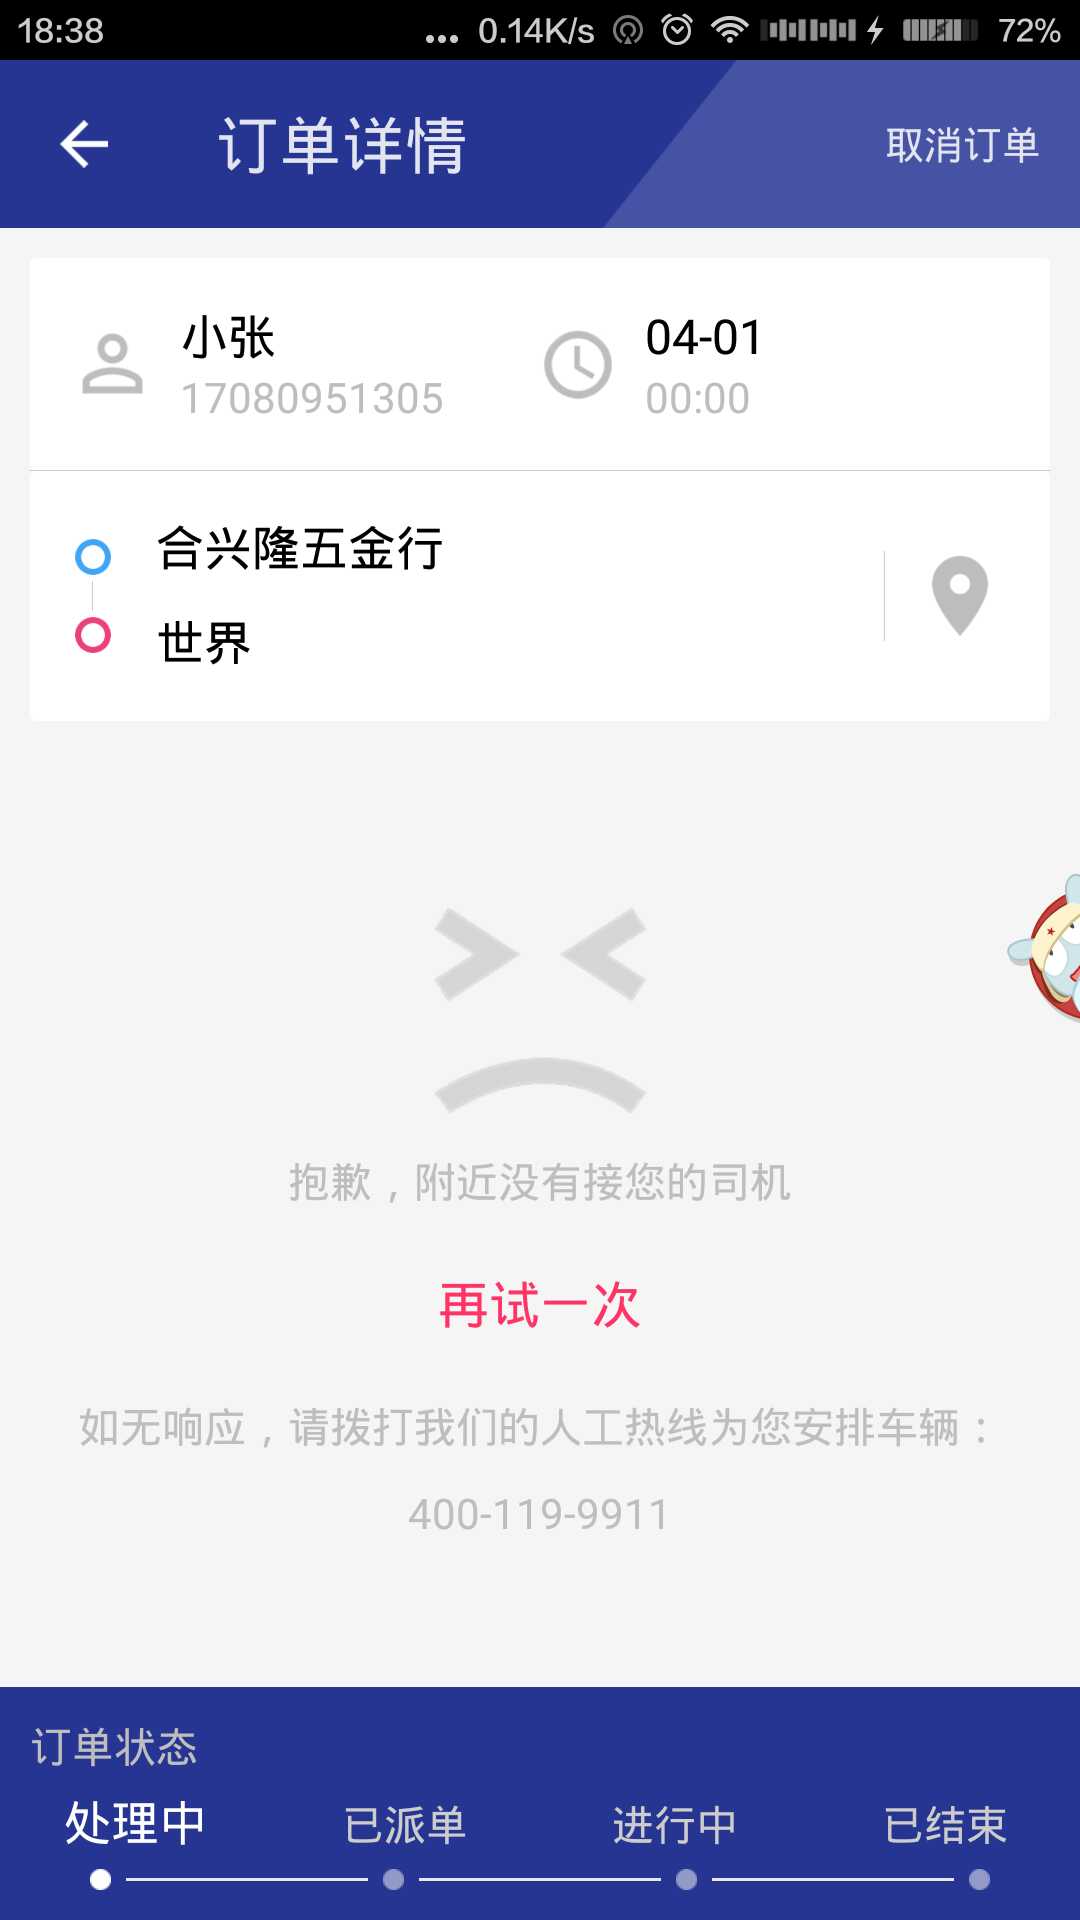 18:38
... 0.14K/s 72%
订单详情
取消订单
小张
17080951305
04-01
00:00
合兴隆五金行
世界
抱歉，附近没有接您的司机
再试一次
如无响应，请拨打我们的人工热线为您安排车辆：
400-119-9911
订单状态
处理中 已派单 进行中 已结束